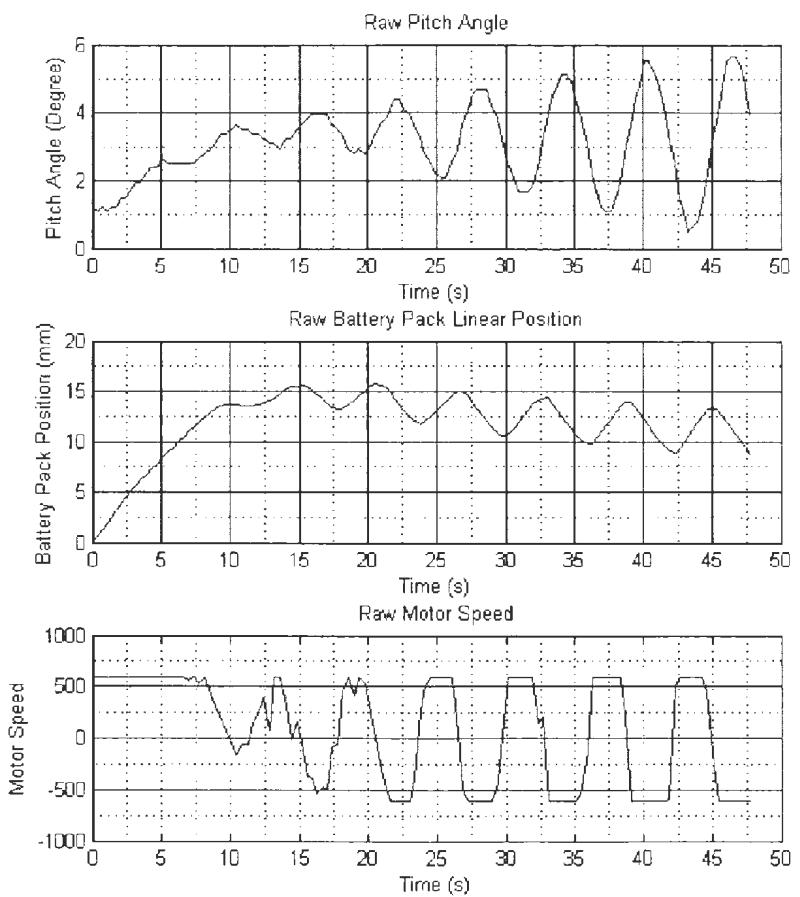 Raw Pitch Angle
Pitch Angle (Degree)
6
4
2
0
0 5 10 15 20 25 30 35 40 45 50
Time (s)
Raw Battery Pack Linear Position
Battery Pack Position (mm)
20
15
10
5
0
0 5 10 15 20 25 30 35 40 45 50
Time (s)
Raw Motor Speed
Motor Speed
1000
500
0
-500
-1000
0 5 10 15 20 25 30 35 40 45 50
Time (s)